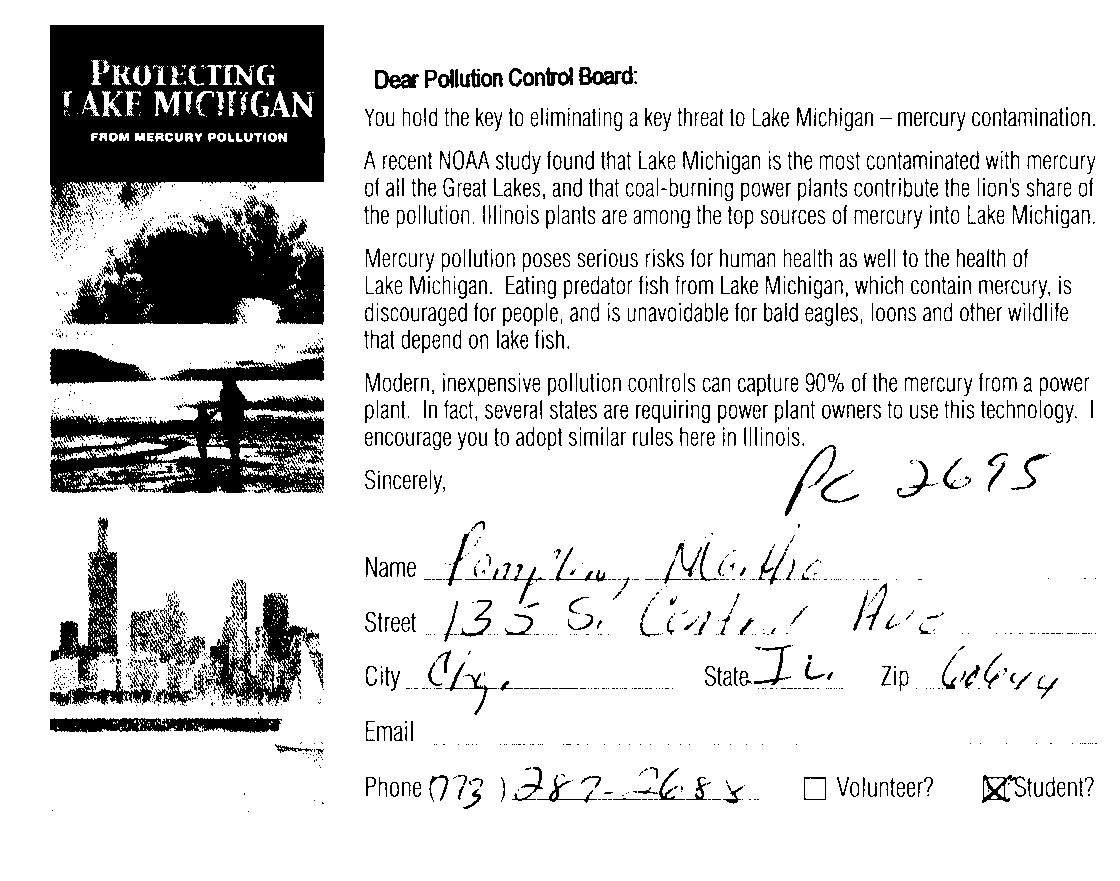 PROTECTING
LAKE MICHIGAN
FROM MERCURY POLLUTION
Dear Pollution Control Board:
You hold the key to eliminating a key threat to Lake Michigan – mercury contamination.
A recent NOAA study found that Lake Michigan is the most contaminated with mercury
of all the Great Lakes, and that coal-burning power plants contribute the lion's share of
the pollution. Illinois plants are among the top sources of mercury into Lake Michigan.
Mercury pollution poses serious risks for human health as well to the health of
Lake Michigan. Eating predator fish from Lake Michigan, which contain mercury, is
discouraged for people, and is unavoidable for bald eagles, loons and other wildlife
that depend on lake fish.
Modern, inexpensive pollution controls can capture 90% of the mercury from a power
plant. In fact, several states are requiring power plant owners to use this technology. I
encourage you to adopt similar rules here in Illinois.
Sincerely,
PC 2695
Name Martha
Street 135 S. Central Ave
City State IL. Zip 60644
Email
Phone (773) 287-2688 Volunteer? Student?